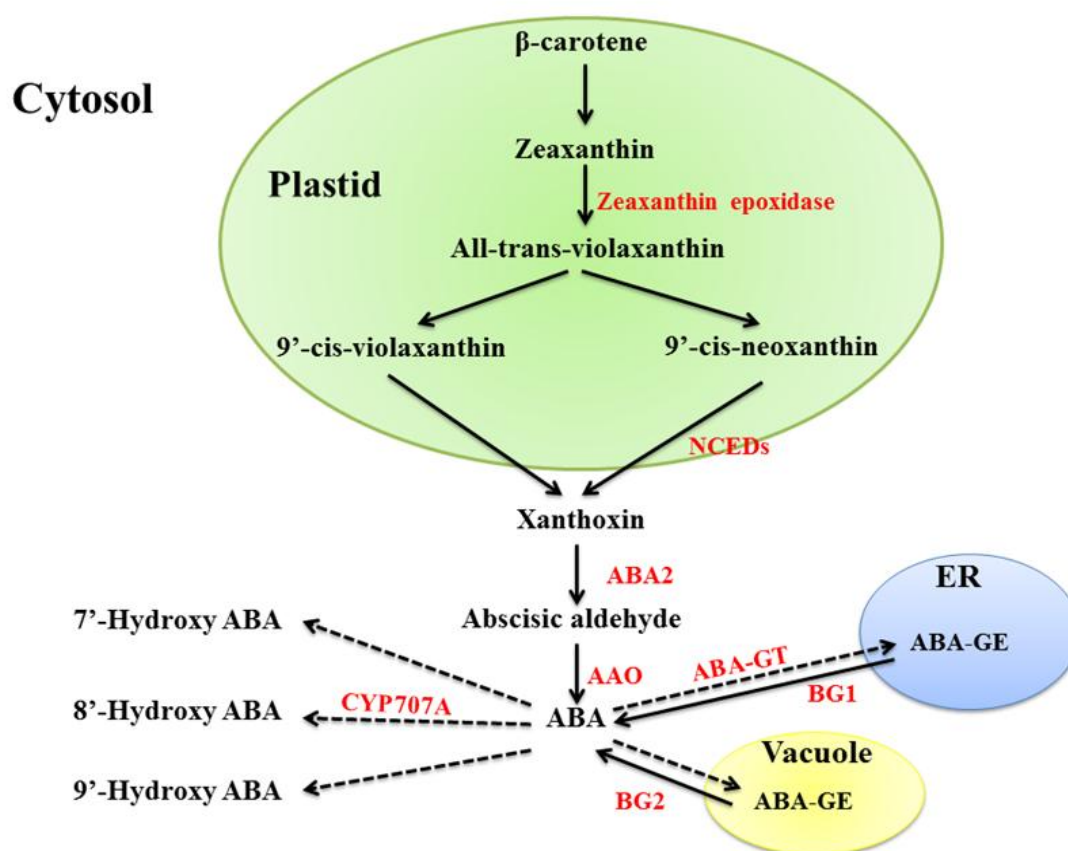 β-carotene
Cytosol
Zeaxanthin
Plastid
Zeaxanthin epoxidase
All-trans-violaxanthin
9’-cis-violaxanthin
9’-cis-neoxanthin
NCEDs
Xanthoxin
ABA2
ER
Abscisic aldehyde
7’-Hydroxy ABA
ABA-GE
AAO
ABA-GT
BG1
CYP707A
8’-Hydroxy ABA
ABA
Vacuole
9’-Hydroxy ABA
BG2
ABA-GE